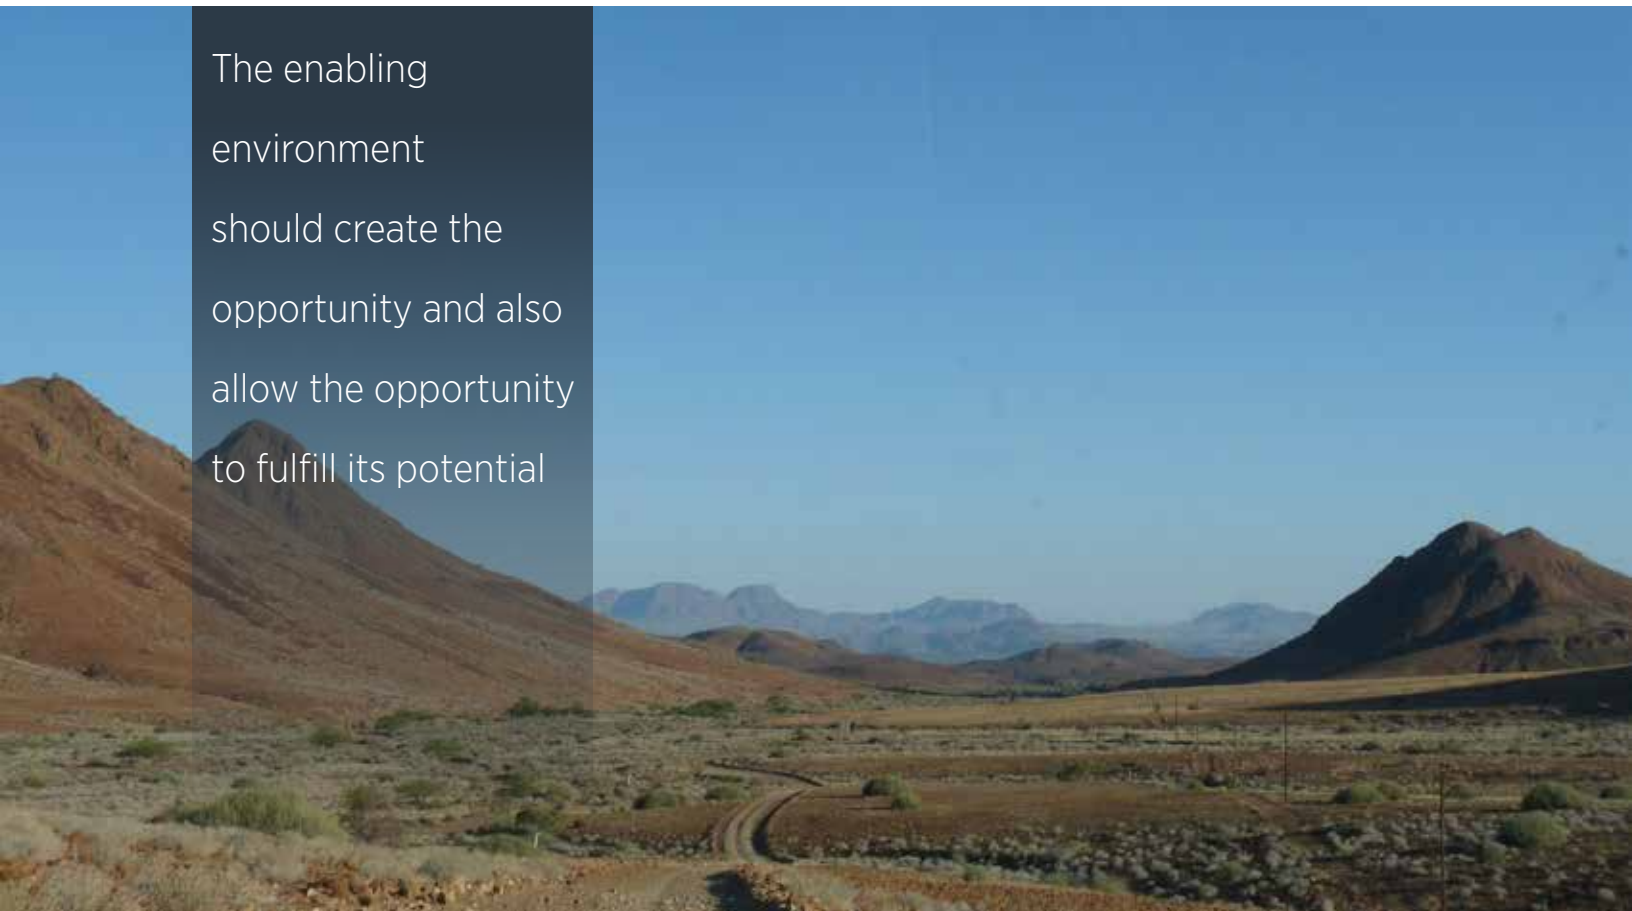 The enabling
environment
should create the
opportunity and also
allow the opportunity
to fulfill its potential